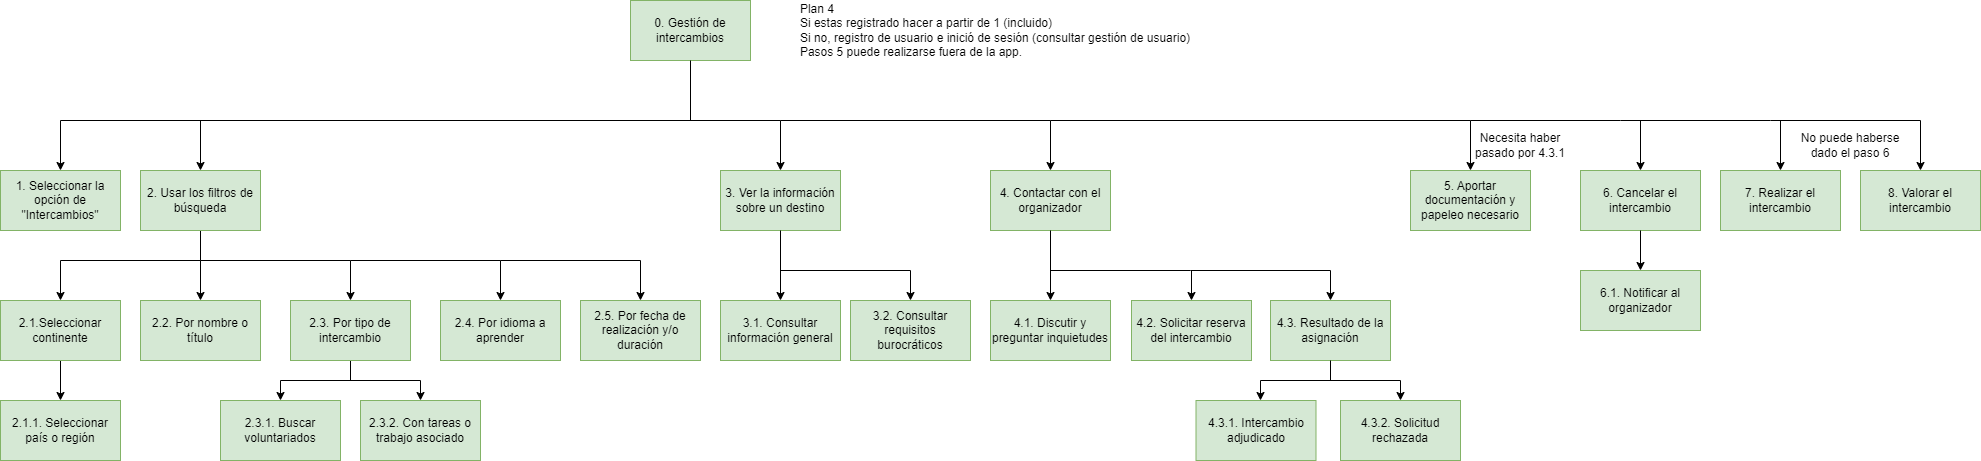 0. Gestión de
intercambios
Plan 4
Si estas registrado hacer a partir de 1 (incluido)
Si no, registro de usuario e inició de sesión (consultar gestión de usuario)
Pasos 5 puede realizarse fuera de la app.
Necesita haber
pasado por 4.3.1
No puede haberse
dado el paso 6
1. Seleccionar la
opción de
"Intercambios"
2. Usar los filtros de
búsqueda
3. Ver la información
sobre un destino
4. Contactar con el
organizador
5. Aportar
documentación y
papeleo necesario
6. Cancelar el
intercambio
7. Realizar el
intercambio
8. Valorar el
intercambio
2.1.Seleccionar
continente
2.2. Por nombre o
título
2.3. Por tipo de
intercambio
2.4. Por idioma a
aprender
2.5. Por fecha de
realización y/o
duración
3.1. Consultar
información general
3.2. Consultar
requisitos
burocráticos
4.1. Discutir y
preguntar inquietudes
4.2. Solicitar reserva
del intercambio
4.3. Resultado de la
asignación
6.1. Notificar al
organizador
2.1.1. Seleccionar
país o región
2.3.1. Buscar
voluntariados
2.3.2. Con tareas o
trabajo asociado
4.3.1. Intercambio
adjudicado
4.3.2. Solicitud
rechazada